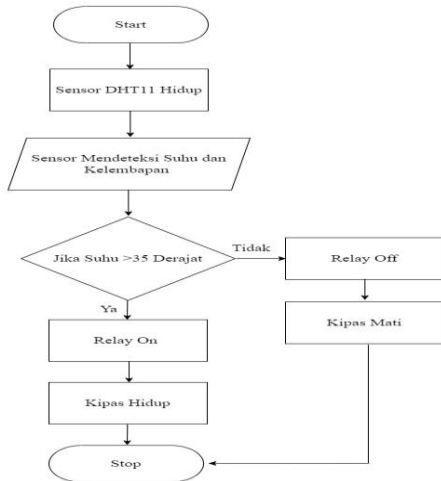 Start
Sensor DHT11 Hidup
Sensor Mendeteksi Suhu dan
Kelembapan
Jika Suhu >35 Derajat
Tidak
Relay Off
Ya
Kipas Mati
Relay On
Kipas Hidup
Stop